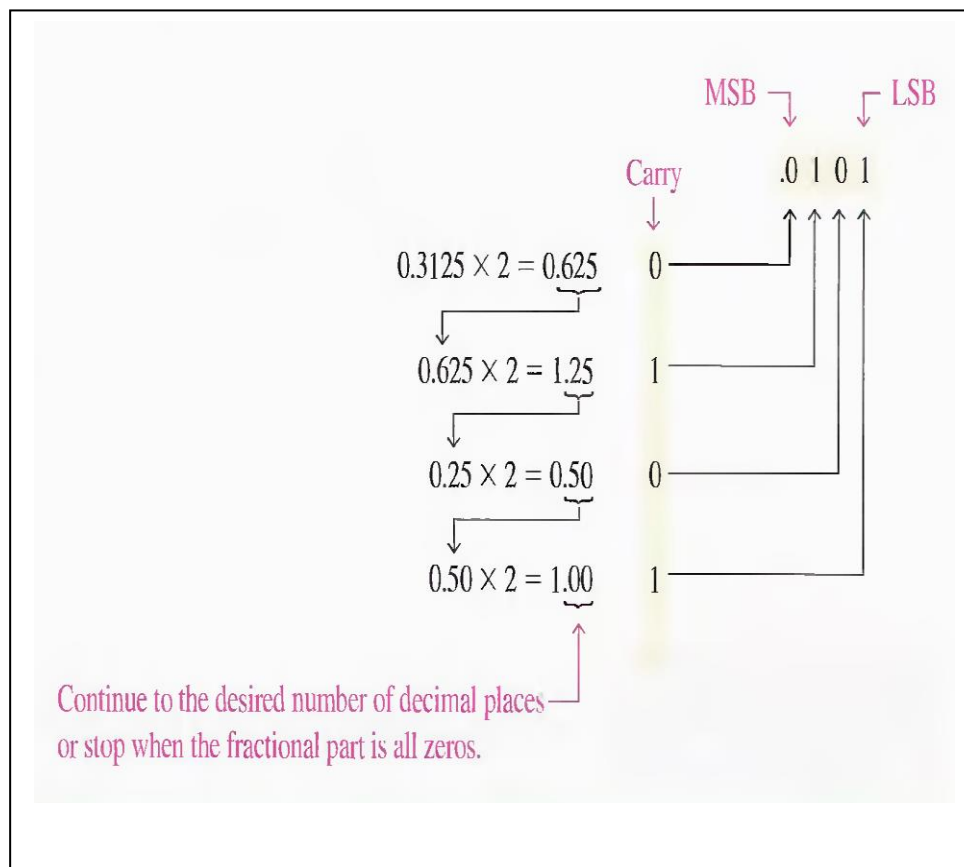 MSB LSB
.0 1 0 1
Carry
0.3125 × 2 = 0.625 0
0.625 × 2 = 1.25 1
0.25 × 2 = 0.50 0
0.50 × 2 = 1.00 1
Continue to the desired number of decimal places
or stop when the fractional part is all zeros.